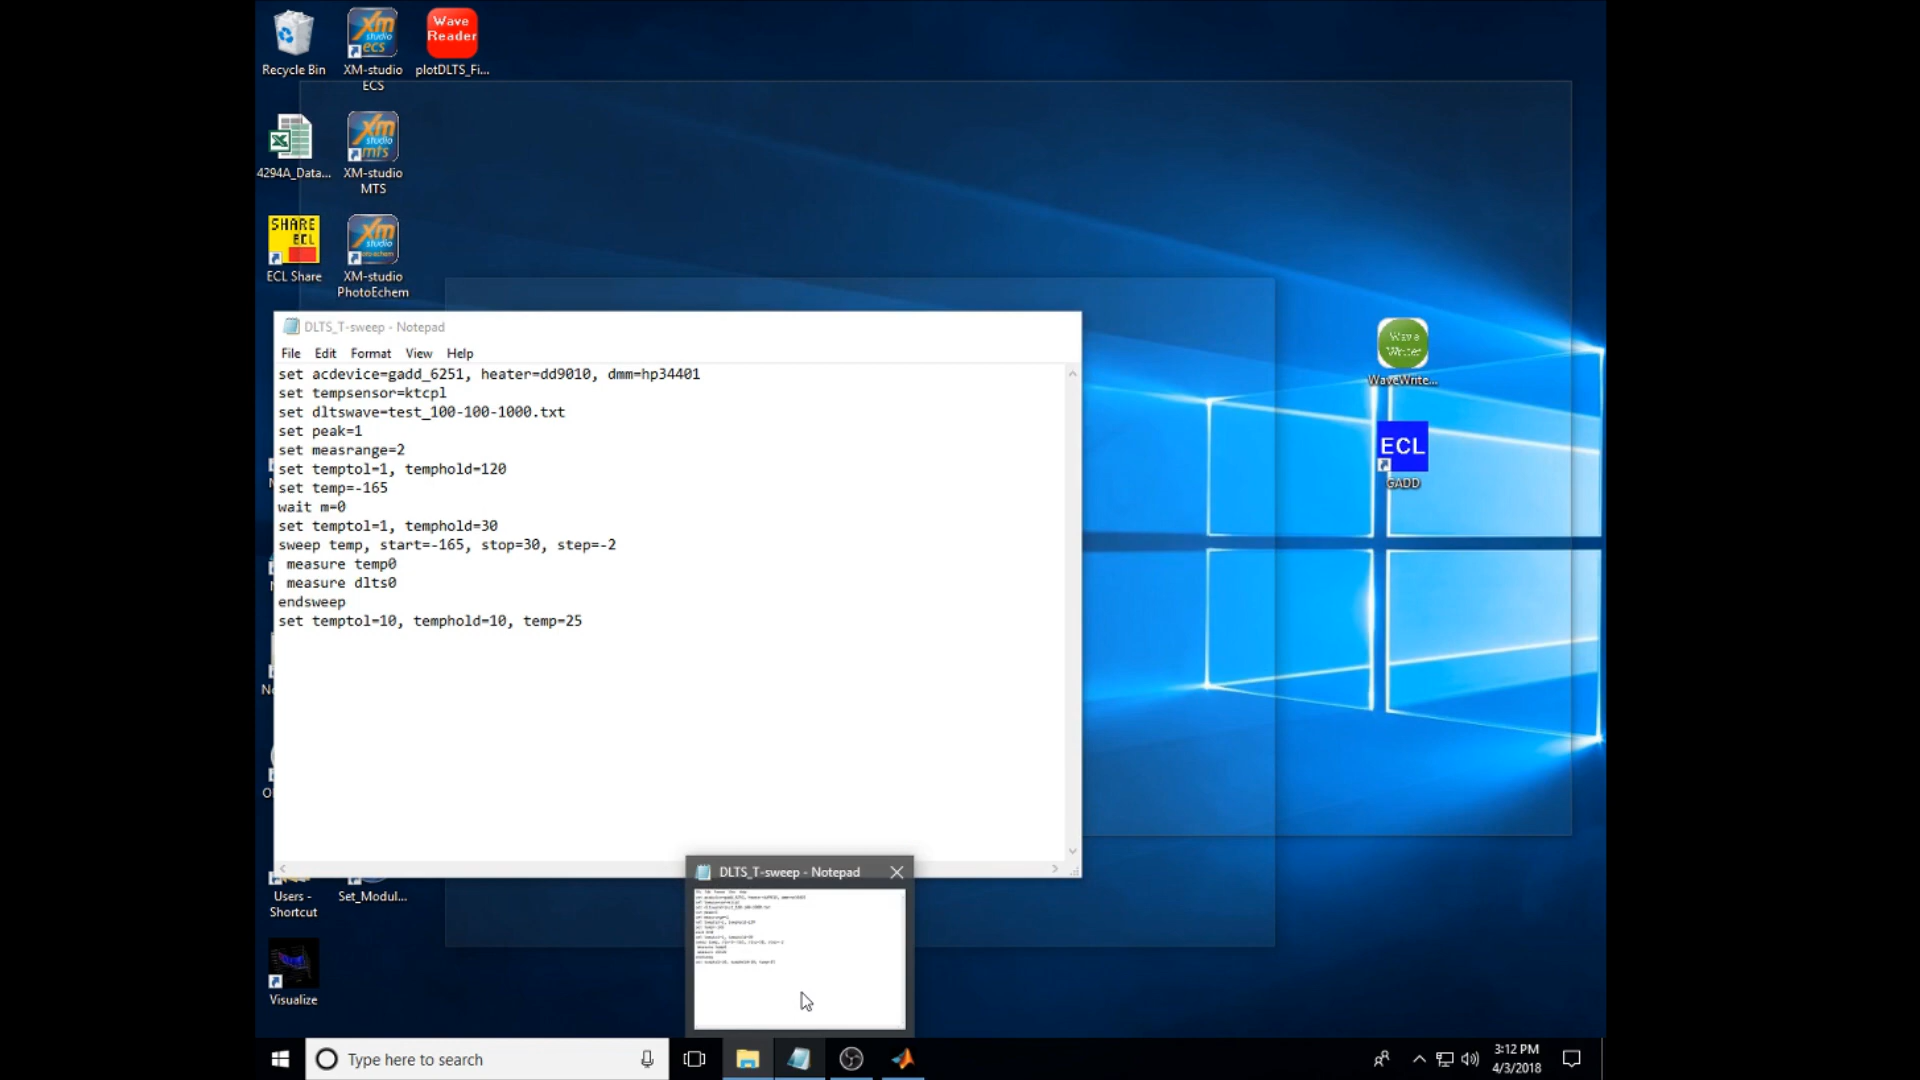 Recycle Bin
XM-studio
ECS
Wave
Reader
plotDLTS_Fi...
4294A_Data...
XM-studio
MTS
SHARE
ECL
ECL Share
XM-studio
PhotoEchem
DLTS_T-sweep - Notepad
File Edit Format View Help
set acdevice=gadd_6251, heater=dd9010, dmm=hp34401
set tempsensor=ktcpl
set dltswave=test_100-100-1000.txt
set peak=1
set measrange=2
set temptol=1, temphold=120
set temp=-165
wait m=0
set temptol=1, temphold=30
sweep temp, start=-165, stop=30, step=-2
measure temp0
measure dlts0
endsweep
set temptol=10, temphold=10, temp=25
Wave
Writer
WaveWrite...
ECL
GADD
Users -
Shortcut
Set_Modul...
Visualize
DLTS_T-sweep - Notepad
Type here to search
3:12 PM
4/3/2018